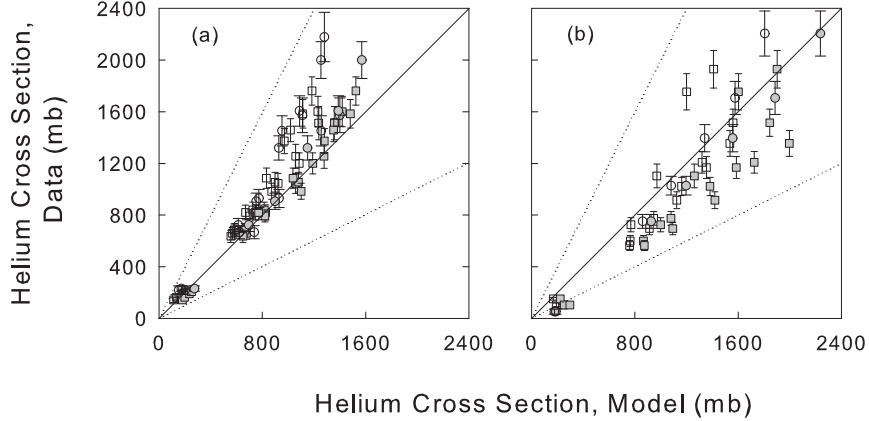 Helium Cross Section,
Data (mb)
2400
2000
1600
1200
800
400
0
(a)
(b)
0 800 1600 2400
0 800 1600 2400
Helium Cross Section, Model (mb)